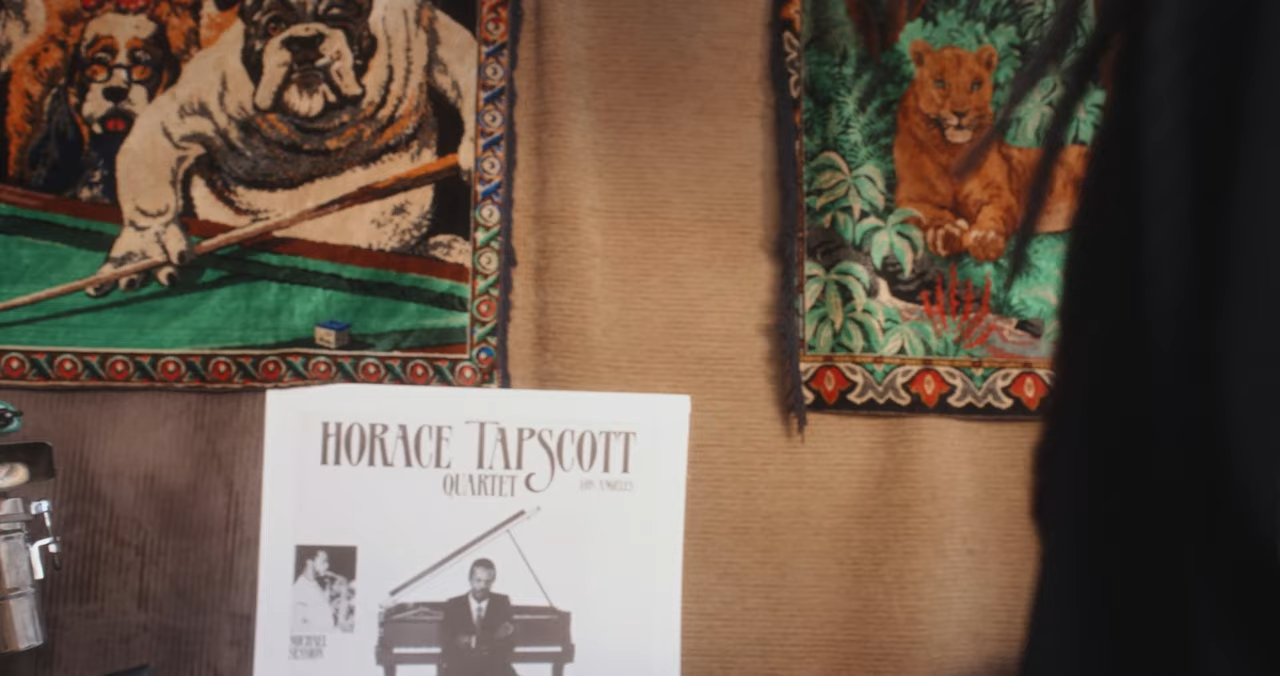 HORACE TAPSCOTT
QUARTET
LOS ANGELES
MICHAEL
SESSION